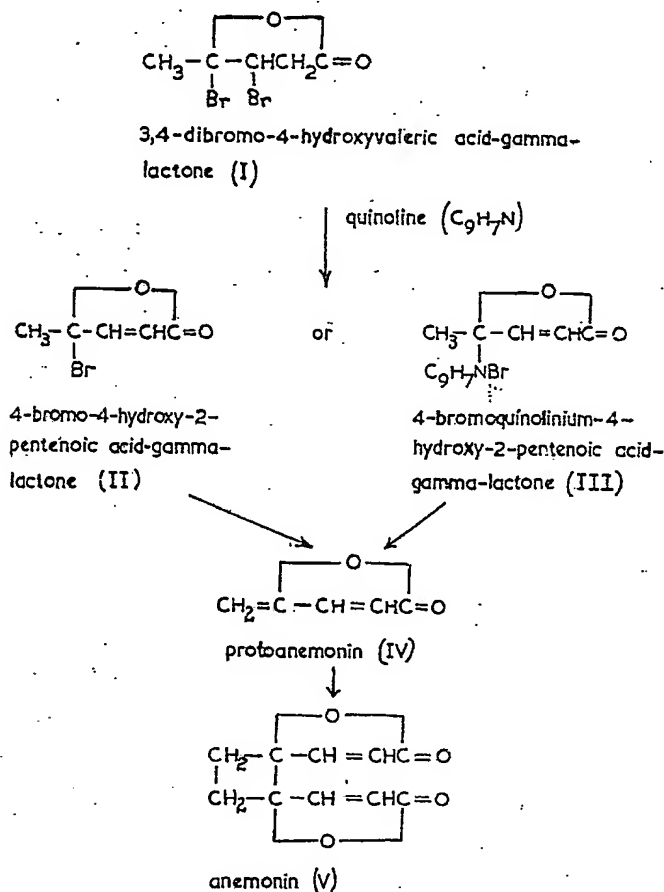 O
CH₃-C-CHCH₂C=O
Br Br
3,4-dibromo-4-hydroxyvaleric acid-gamma-
lactone (I)
quinoline (C₉H₇N)
O
CH₃-C-CH=CHC=O
Br
4-bromo-4-hydroxy-2-
pentenoic acid-gamma-
lactone (II)
or
O
CH₃-C-CH=CHC=O
C₉H₇NBr
4-bromoquinolinium-4-
hydroxy-2-pentenoic acid-
gamma-lactone (III)
O
CH₂=C-CH=CHC=O
protoanemonin (IV)
O
CH₂-C-CH=CHC=O
CH₂-C-CH=CHC=O
O
anemonin (V)